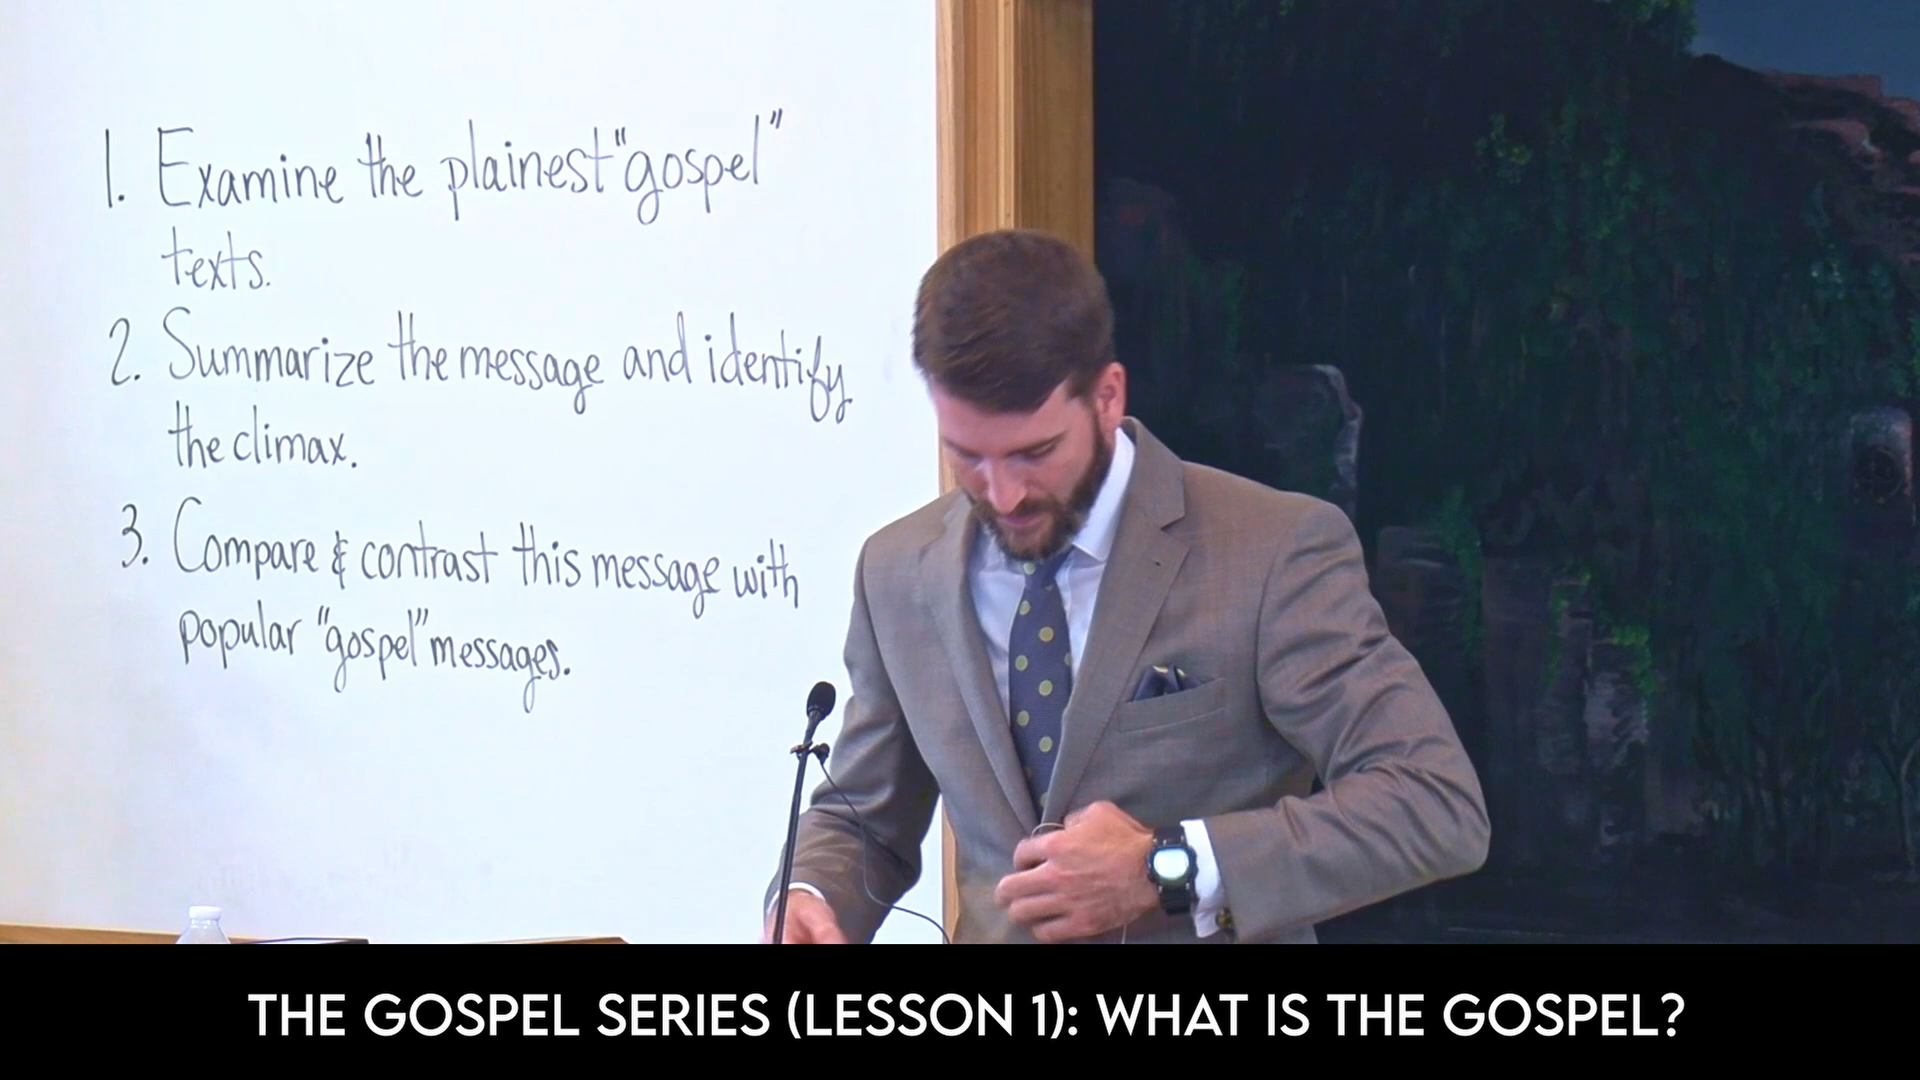 1. Examine the plainest "gospel"
texts.
2. Summarize the message and identify
the climax.
3. Compare & contrast this message with
popular "gospel" messages.
THE GOSPEL SERIES (LESSON 1): WHAT IS THE GOSPEL?